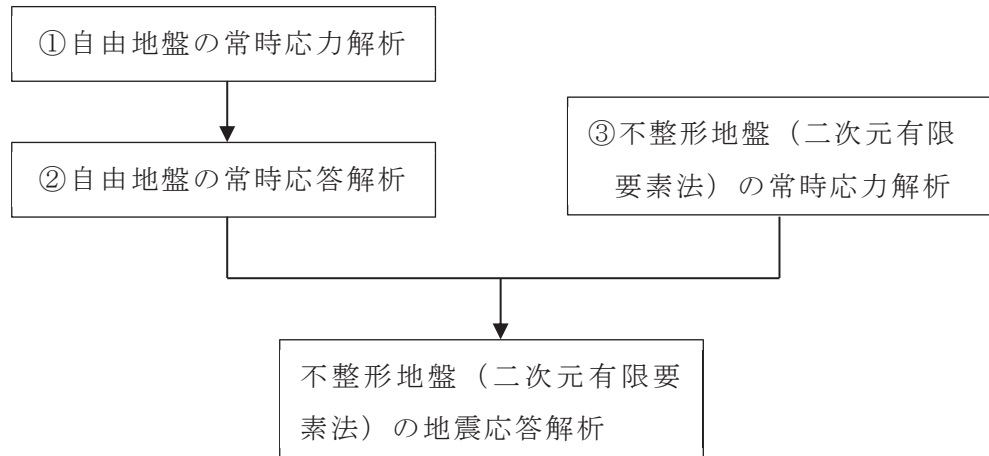 ①自由地盤の常時応力解析
②自由地盤の常時応答解析
③不整形地盤（二次元有限
要素法）の常時応力解析
不整形地盤（二次元有限要
素法）の地震応答解析